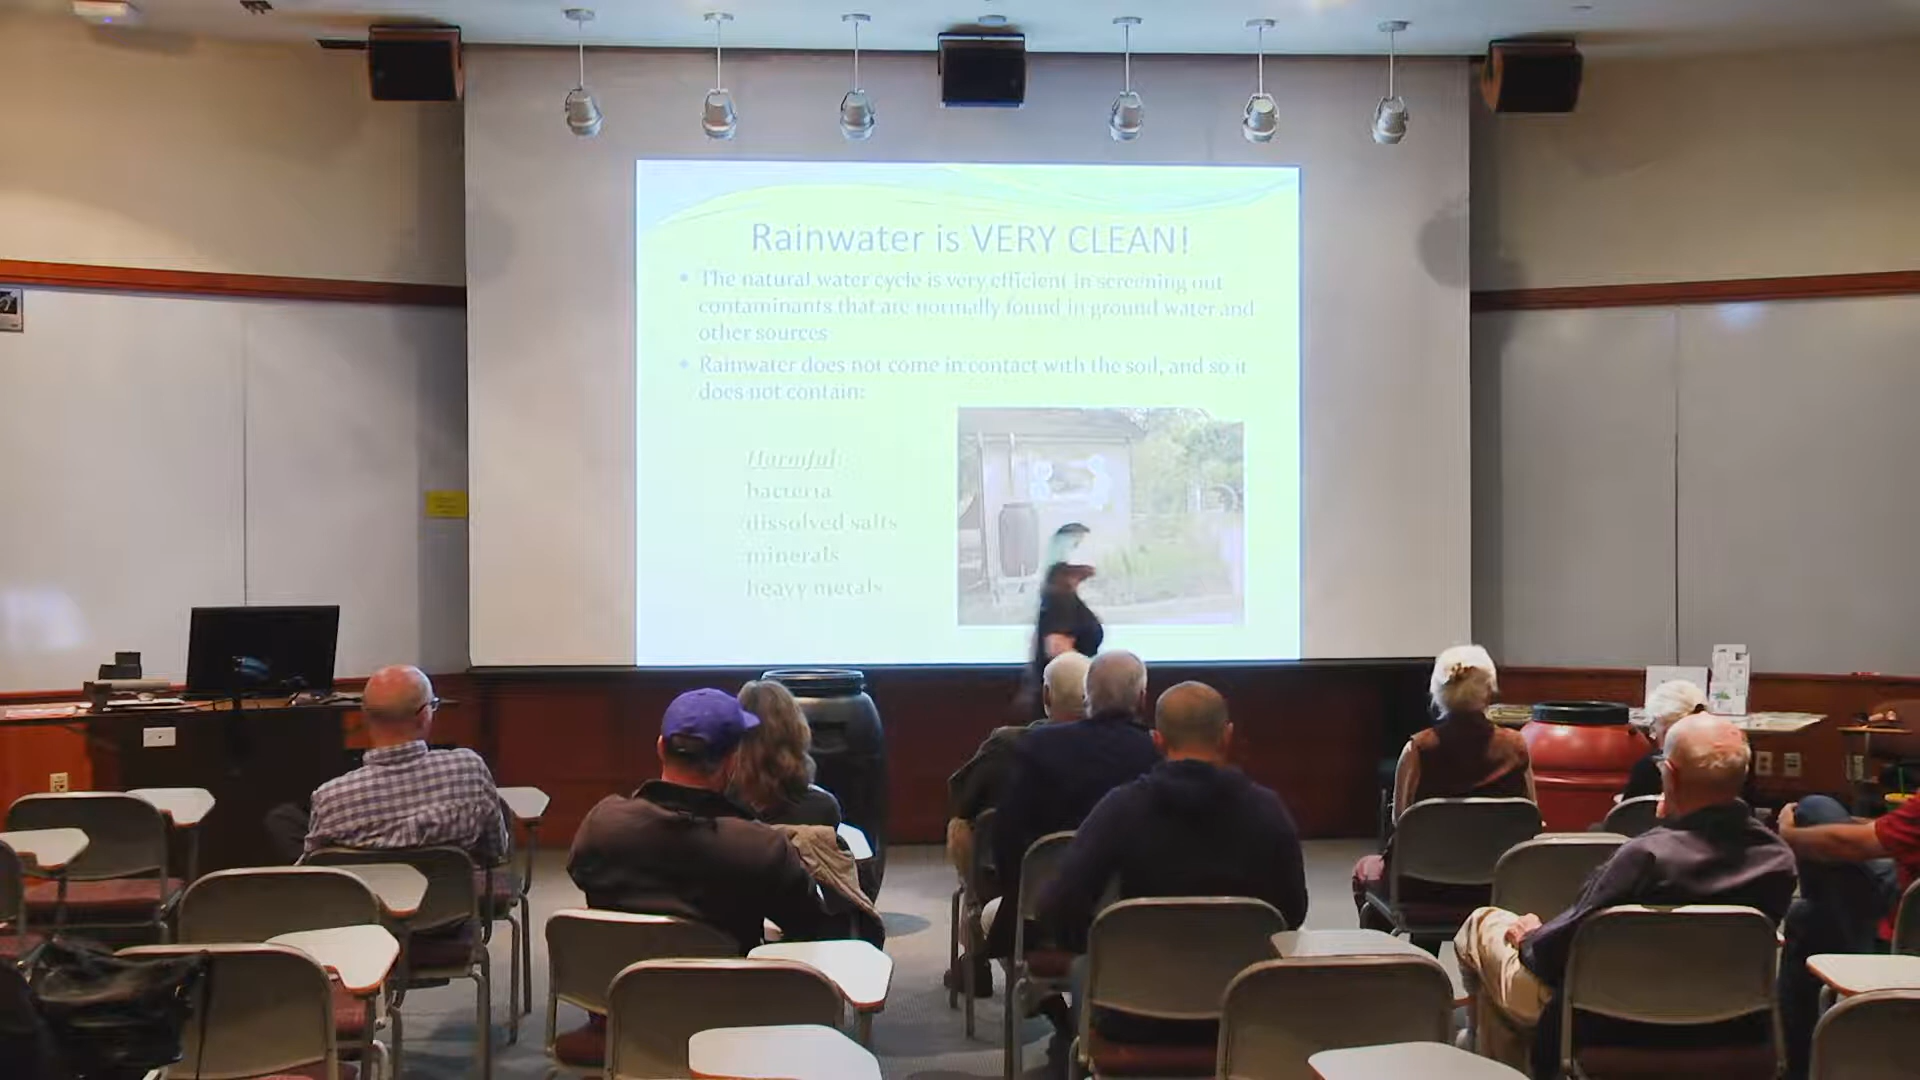 Rainwater is VERY CLEAN!
• The natural water cycle is very efficient in screening out
contaminants that are normally found in ground water and
other sources
• Rainwater does not come in contact with the soil, and so it
does not contain:
Harmful:
bacteria
dissolved salts
minerals
heavy metals